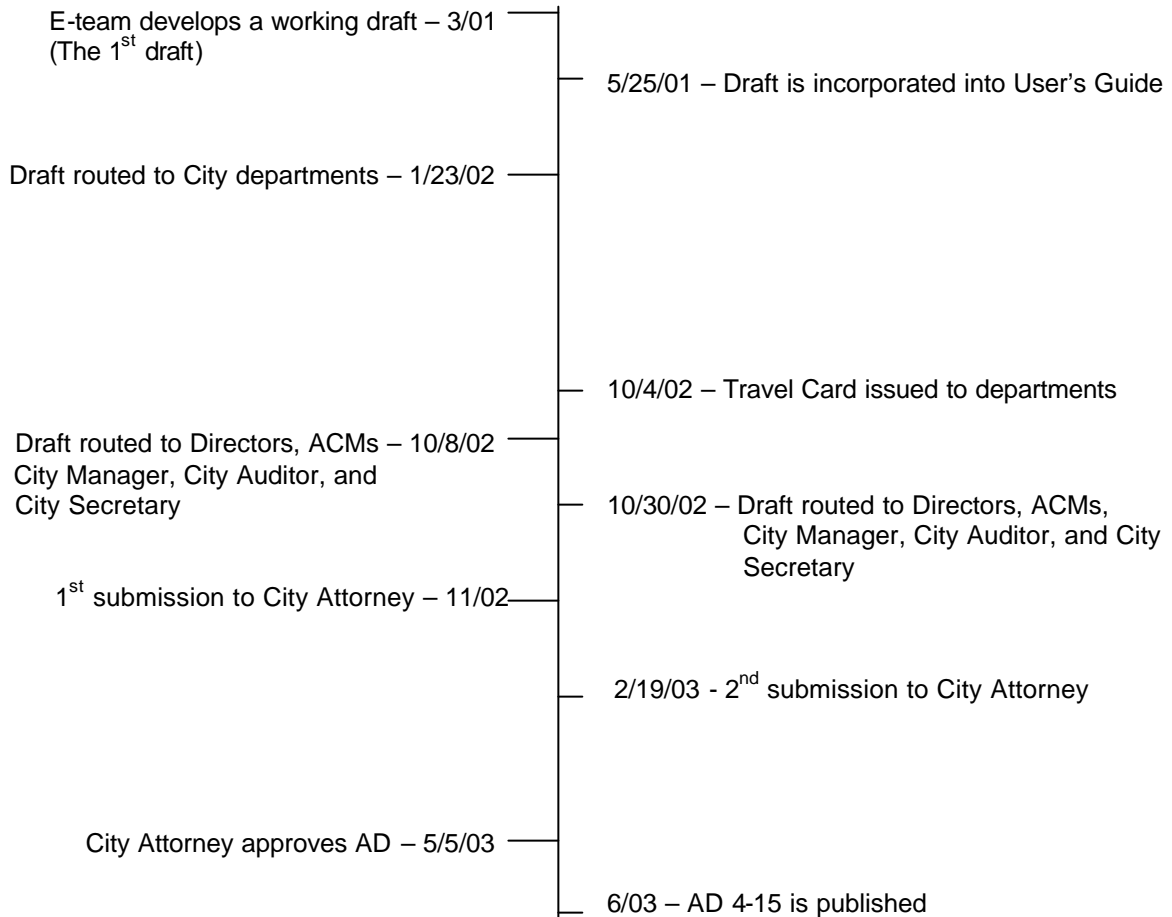 E-team develops a working draft – 3/01
(The 1st draft)
5/25/01 – Draft is incorporated into User's Guide
Draft routed to City departments – 1/23/02
10/4/02 – Travel Card issued to departments
Draft routed to Directors, ACMs – 10/8/02
City Manager, City Auditor, and
City Secretary
10/30/02 – Draft routed to Directors, ACMs,
City Manager, City Auditor, and City
Secretary
1st submission to City Attorney – 11/02
2/19/03 - 2nd submission to City Attorney
City Attorney approves AD – 5/5/03
6/03 – AD 4-15 is published